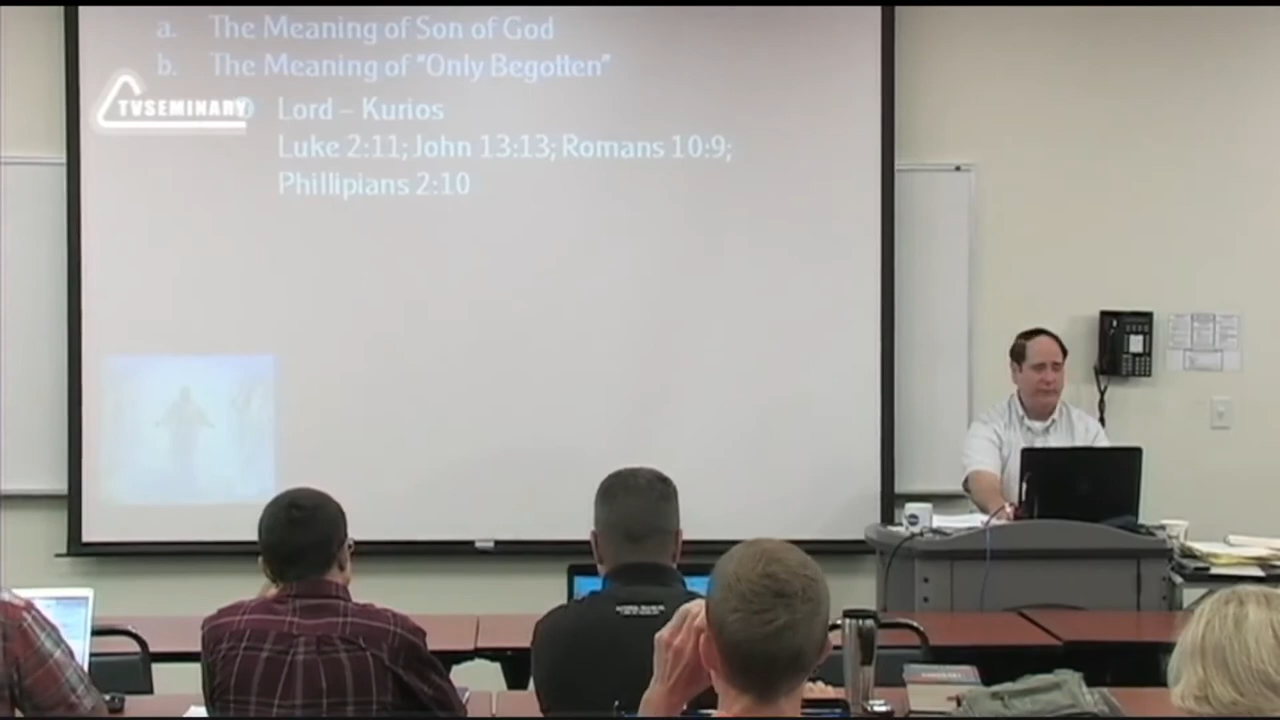 a. The Meaning of Son of God
b. The Meaning of "Only Begotten"
TVSEMINARY
Lord – Kurios
Luke 2:11; John 13:13; Romans 10:9;
Phillipians 2:10